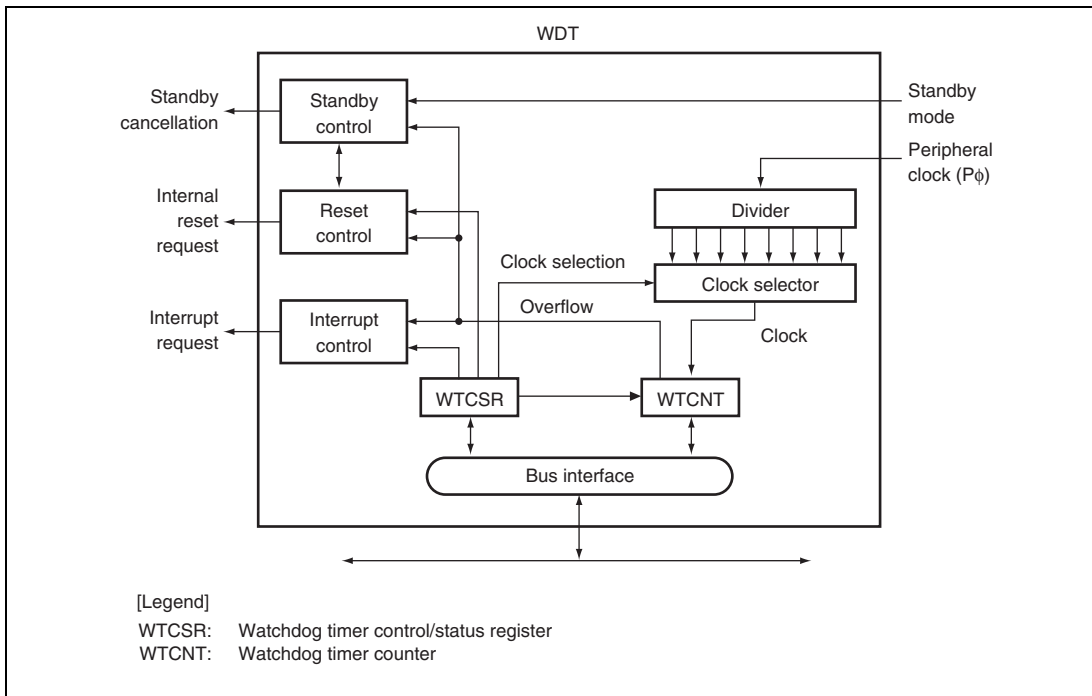 WDT
Standby
cancellation
Standby
control
Standby
mode
Peripheral
clock (Pϕ)
Internal
reset
request
Reset
control
Divider
Clock selection
Clock selector
Interrupt
request
Interrupt
control
Overflow
Clock
WTCSR
WTCNT
Bus interface
[Legend]
WTCSR: Watchdog timer control/status register
WTCNT: Watchdog timer counter